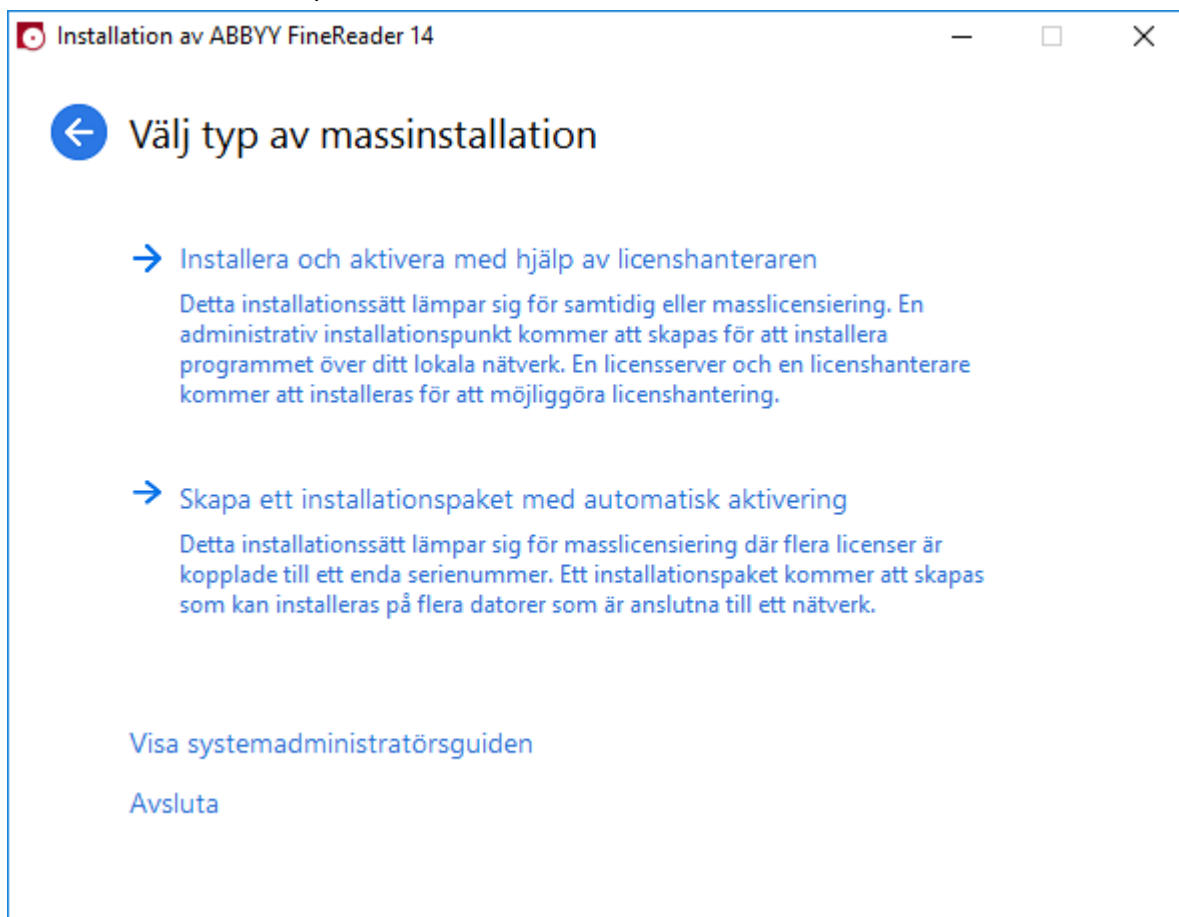 Installation av ABBYY FineReader 14
Välj typ av massinstallation
Installera och aktivera med hjälp av licenshanteraren
Detta installationssätt lämpar sig för samtidig eller masslicensiering. En
administrativ installationspunkt kommer att skapas för att installera
programmet över ditt lokala nätverk. En licensserver och en licenshanterare
kommer att installeras för att möjliggöra licenshantering.
Skapa ett installationspaket med automatisk aktivering
Detta installationssätt lämpar sig för masslicensiering där flera licenser är
kopplade till ett enda serienummer. Ett installationspaket kommer att skapas
som kan installeras på flera datorer som är anslutna till ett nätverk.
Visa systemadministratörsguiden
Avsluta